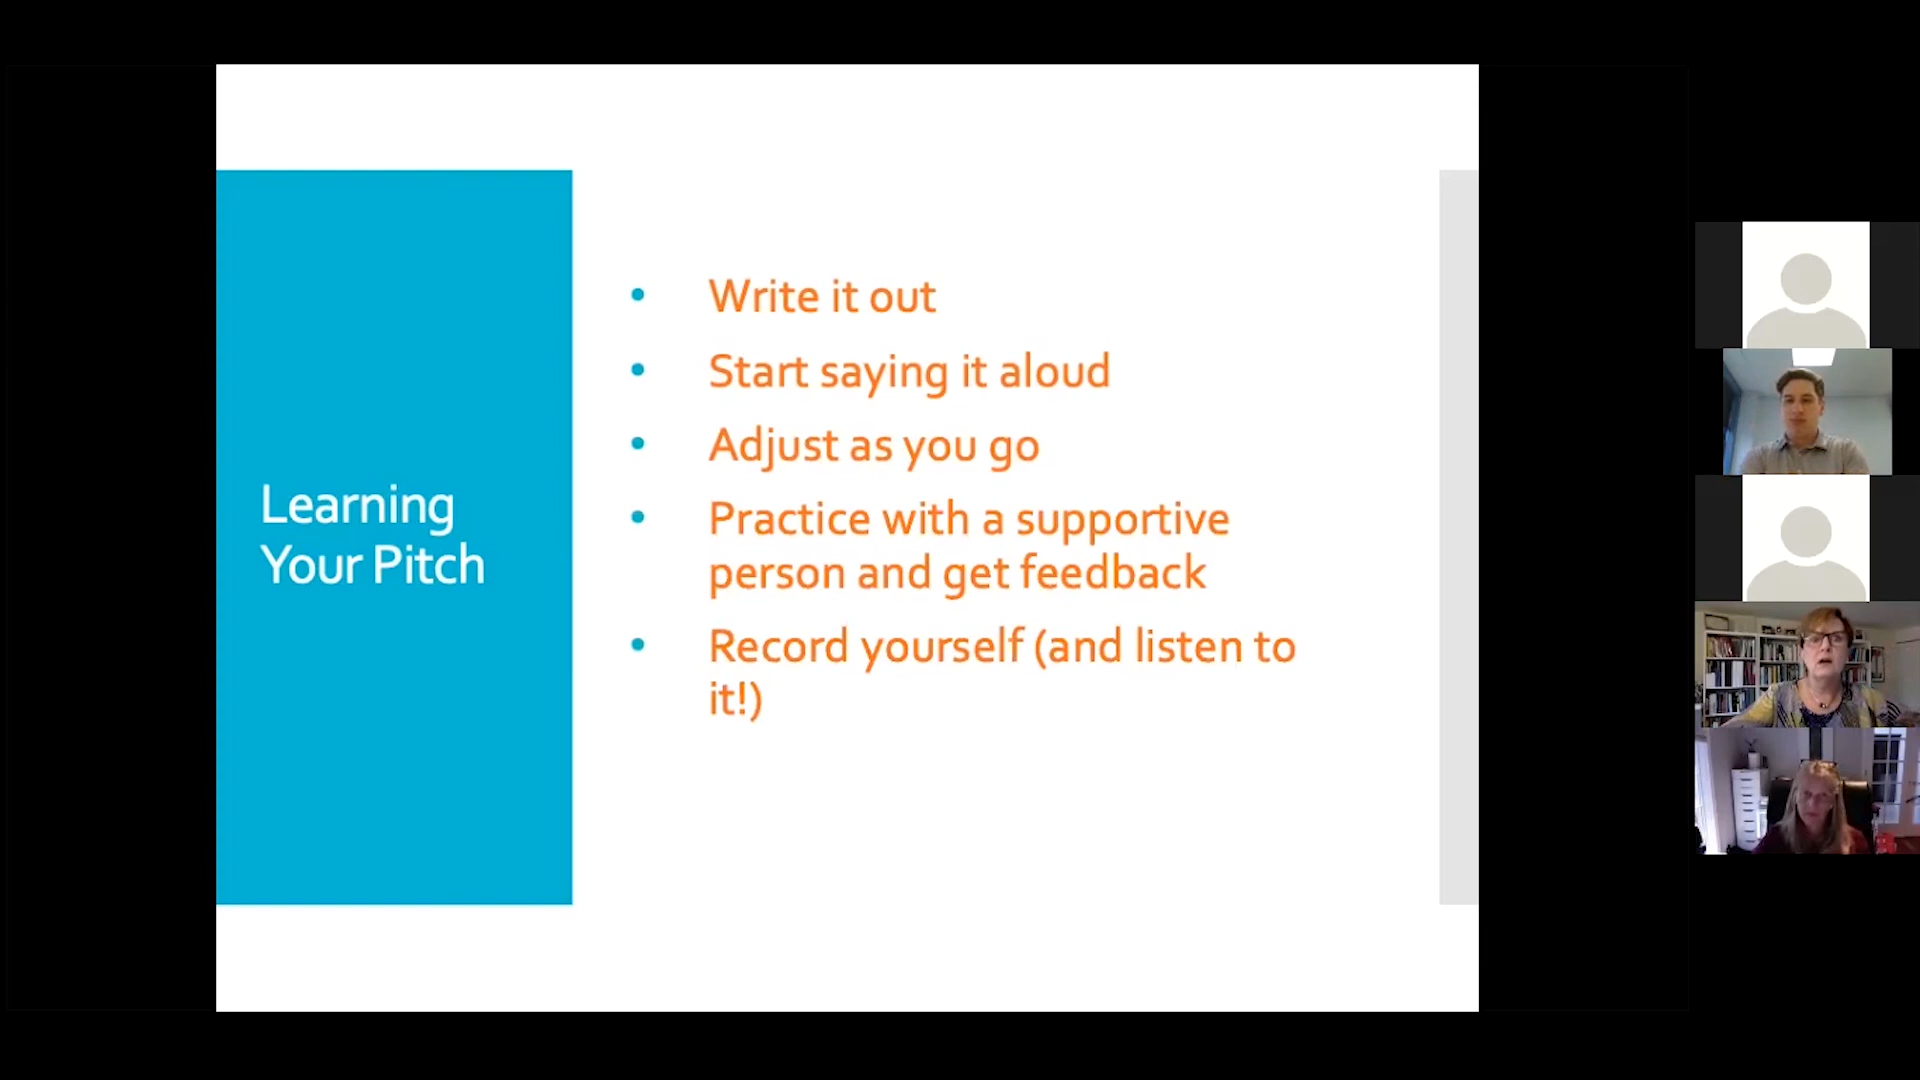 Learning
Your Pitch
• Write it out
• Start saying it aloud
• Adjust as you go
• Practice with a supportive
person and get feedback
• Record yourself (and listen to
it!)